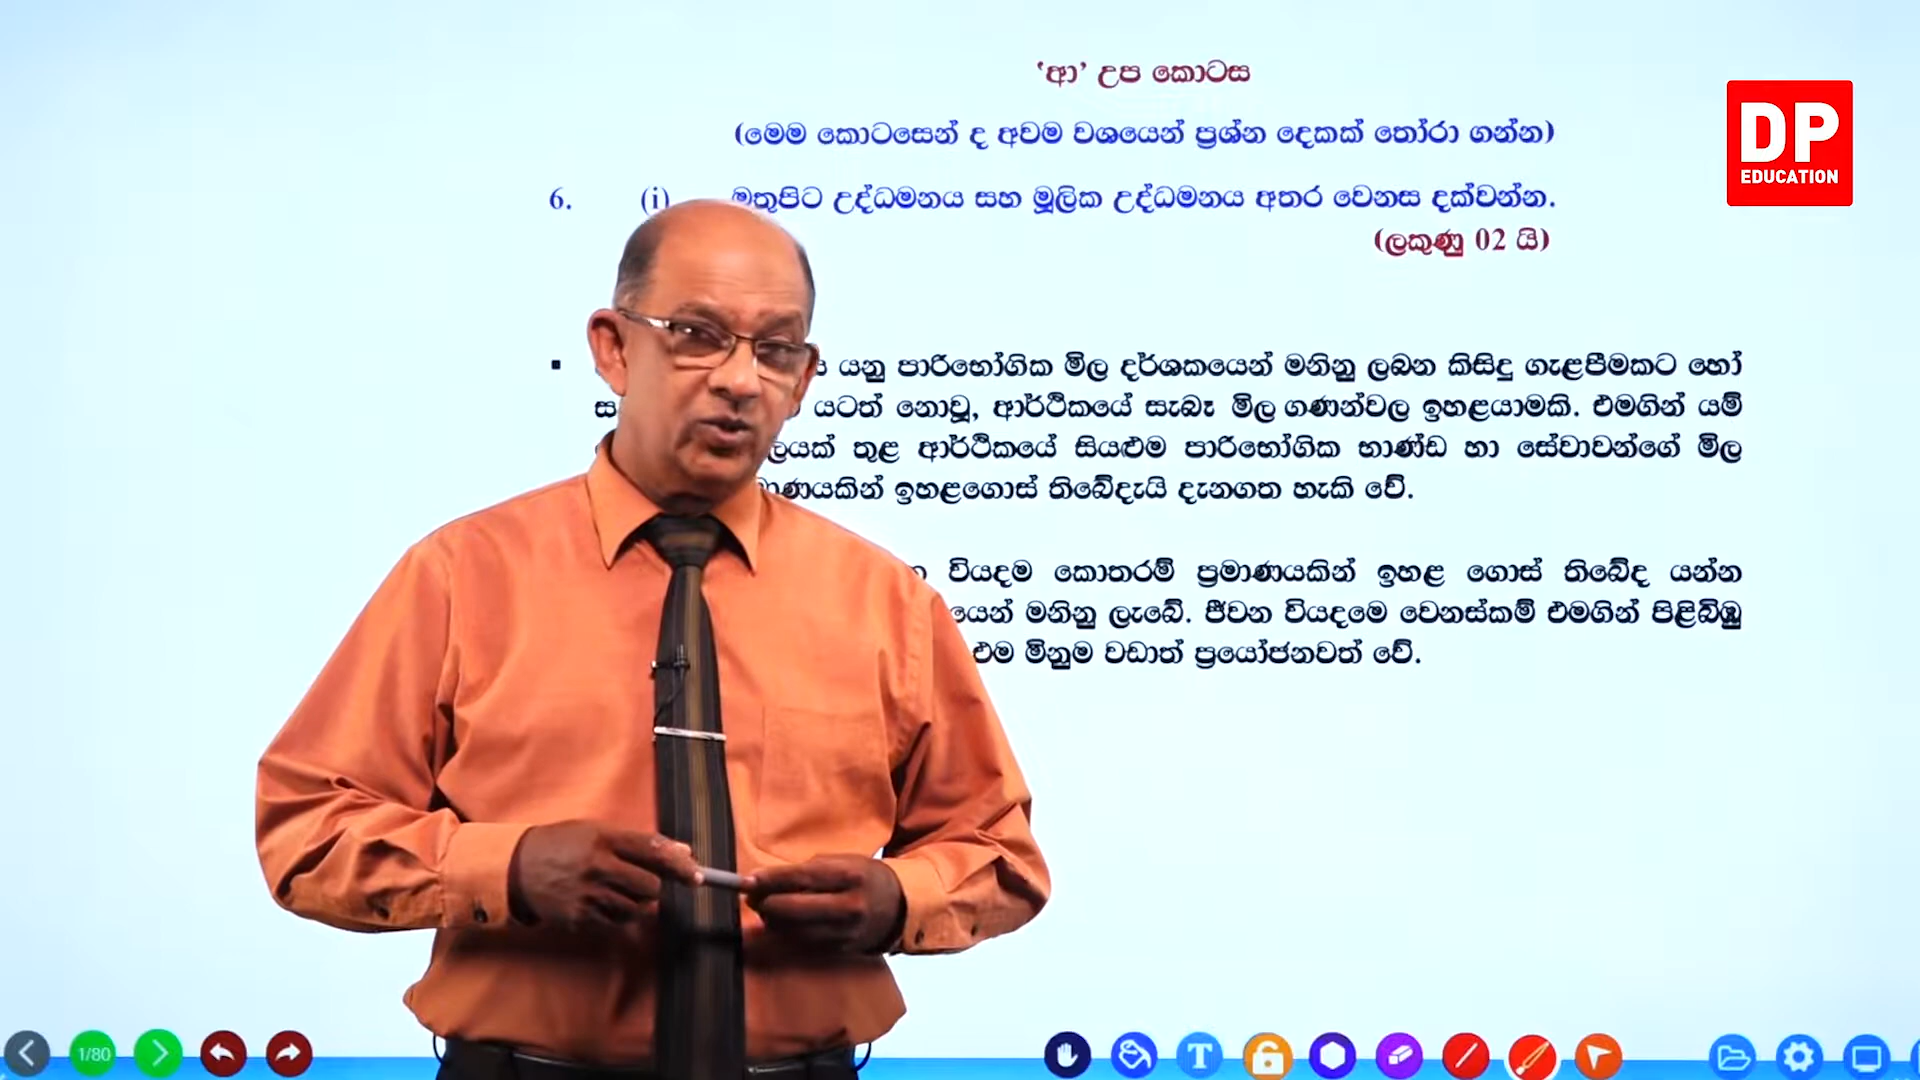 ‘ආ’ උප කොටස
(මෙම කොටසෙන් ද අවම වශයෙන් ප්‍රශ්න දෙකක් තෝරා ගන්න)
DP
EDUCATION
6. (i) මතුපිට උද්ධමනය සහ මූලික උද්ධමනය අතර වෙනස දක්වන්න.
(ලකුණු 02 යි)
යනු පාරිභෝගික මිල දර්ශකයෙන් මනිනු ලබන කිසිදු ගැළපීමකට හෝ
යටත් නොවූ, ආර්ථිකයේ සැබෑ මිල ගණන්වල ඉහළයාමකි. එමගින් යම්
තුළ ආර්ථිකයේ සියළුම පාරිභෝගික භාණ්ඩ හා සේවාවන්ගේ මිල
ඉහළගොස් තිබේදැයි දැනගත හැකි වේ.
වියදම කොතරම් ප්‍රමාණයකින් ඉහළ ගොස් තිබේද යන්න
මනිනු ලැබේ. ජීවන වියදමෙ වෙනස්කම් එමගින් පිළිබිඹු
එම මිනුම වඩාත් ප්‍රයෝජනවත් වේ.
1/80
T